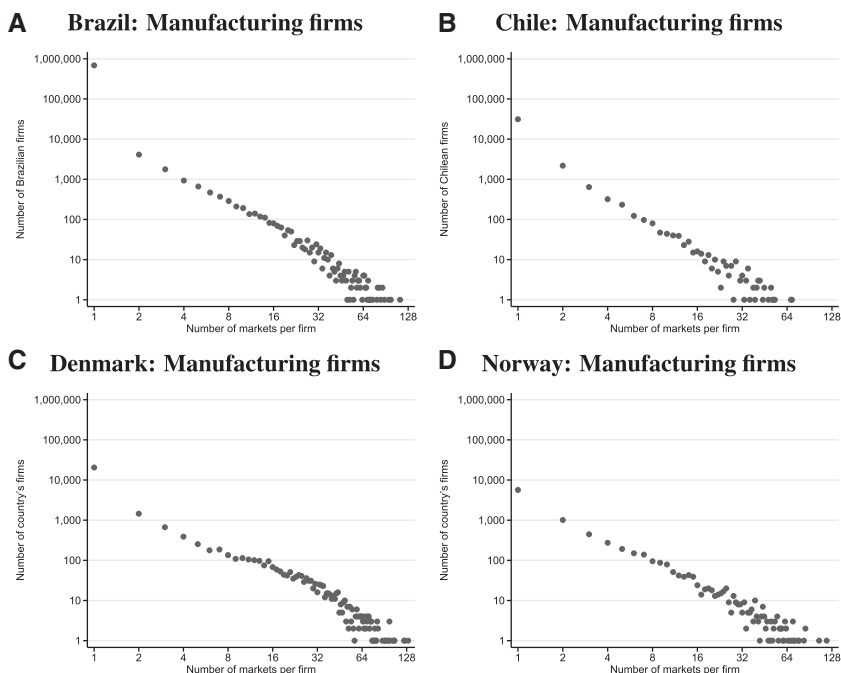 A Brazil: Manufacturing firms
Number of Brazilian firms
1,000,000
100,000
10,000
1,000
100
10
1
1 2 4 8 16 32 64 128
Number of markets per firm
B Chile: Manufacturing firms
Number of Chilean firms
1,000,000
100,000
10,000
1,000
100
10
1
1 2 4 8 16 32 64 128
Number of markets per firm
C Denmark: Manufacturing firms
Number of country's firms
1,000,000
100,000
10,000
1,000
100
10
1
1 2 4 8 16 32 64 128
Number of markets per firm
D Norway: Manufacturing firms
Number of country's firms
1,000,000
100,000
10,000
1,000
100
10
1
1 2 4 8 16 32 64 128
Number of markets per firm